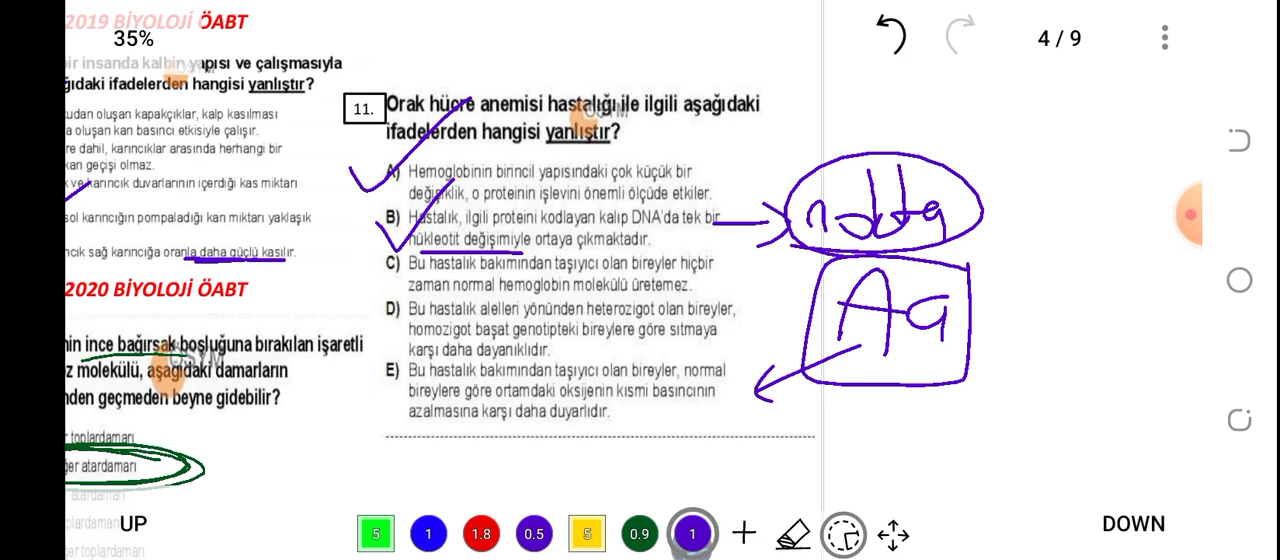 2019 BİYOLOJİ ÖABT
35%
bir insanda kalbin yapısı ve çalışmasıyla
ğıdaki ifadelerden hangisi yanlıştır?
kudan oluşan kapakçıklar, kalp kasılması
a oluşan kan basıncı etkisiyle çalışır.
re dahil, karıncıklar arasında herhangi bir
kan geçişi olmaz.
k ve karıncık duvarlarının içerdiği kas miktarı
sol karıncığın pompaladığı kan miktarı yaklaşık
ncık sağ karıncığa oranla daha güçlü kasılır.
2020 BİYOLOJİ ÖABT
nin ince bağırsak boşluğuna bırakılan işaretli
z molekülü, aşağıdaki damarların
nden geçmeden beyne gidebilir?
r toplardamarı
ğer atardamarı
atardamarı
plardamarı
er toplardamarı
UP
4 / 9
11. Orak hücre anemisi hastalığı ile ilgili aşağıdaki
ifadelerden hangisi yanlıştır?
A) Hemoglobinin birincil yapısındaki çok küçük bir
değişiklik, o proteinin işlevini önemli ölçüde etkiler.
B) Hastalık, ilgili proteini kodlayan kalıp DNA'da tek bir
nükleotit değişimiyle ortaya çıkmaktadır.
C) Bu hastalık bakımından taşıyıcı olan bireyler hiçbir
zaman normal hemoglobin molekülü üretemez.
D) Bu hastalık alelleri yönünden heterozigot olan bireyler,
homozigot başat genotipteki bireylere göre sıtmaya
karşı daha dayanıklıdır.
E) Bu hastalık bakımından taşıyıcı olan bireyler, normal
bireylere göre ortamdaki oksijenin kısmi basıncının
azalmasına karşı daha duyarlıdır.
nokta
Aa
5 1 1.8 0.5 5 0.9 1
DOWN